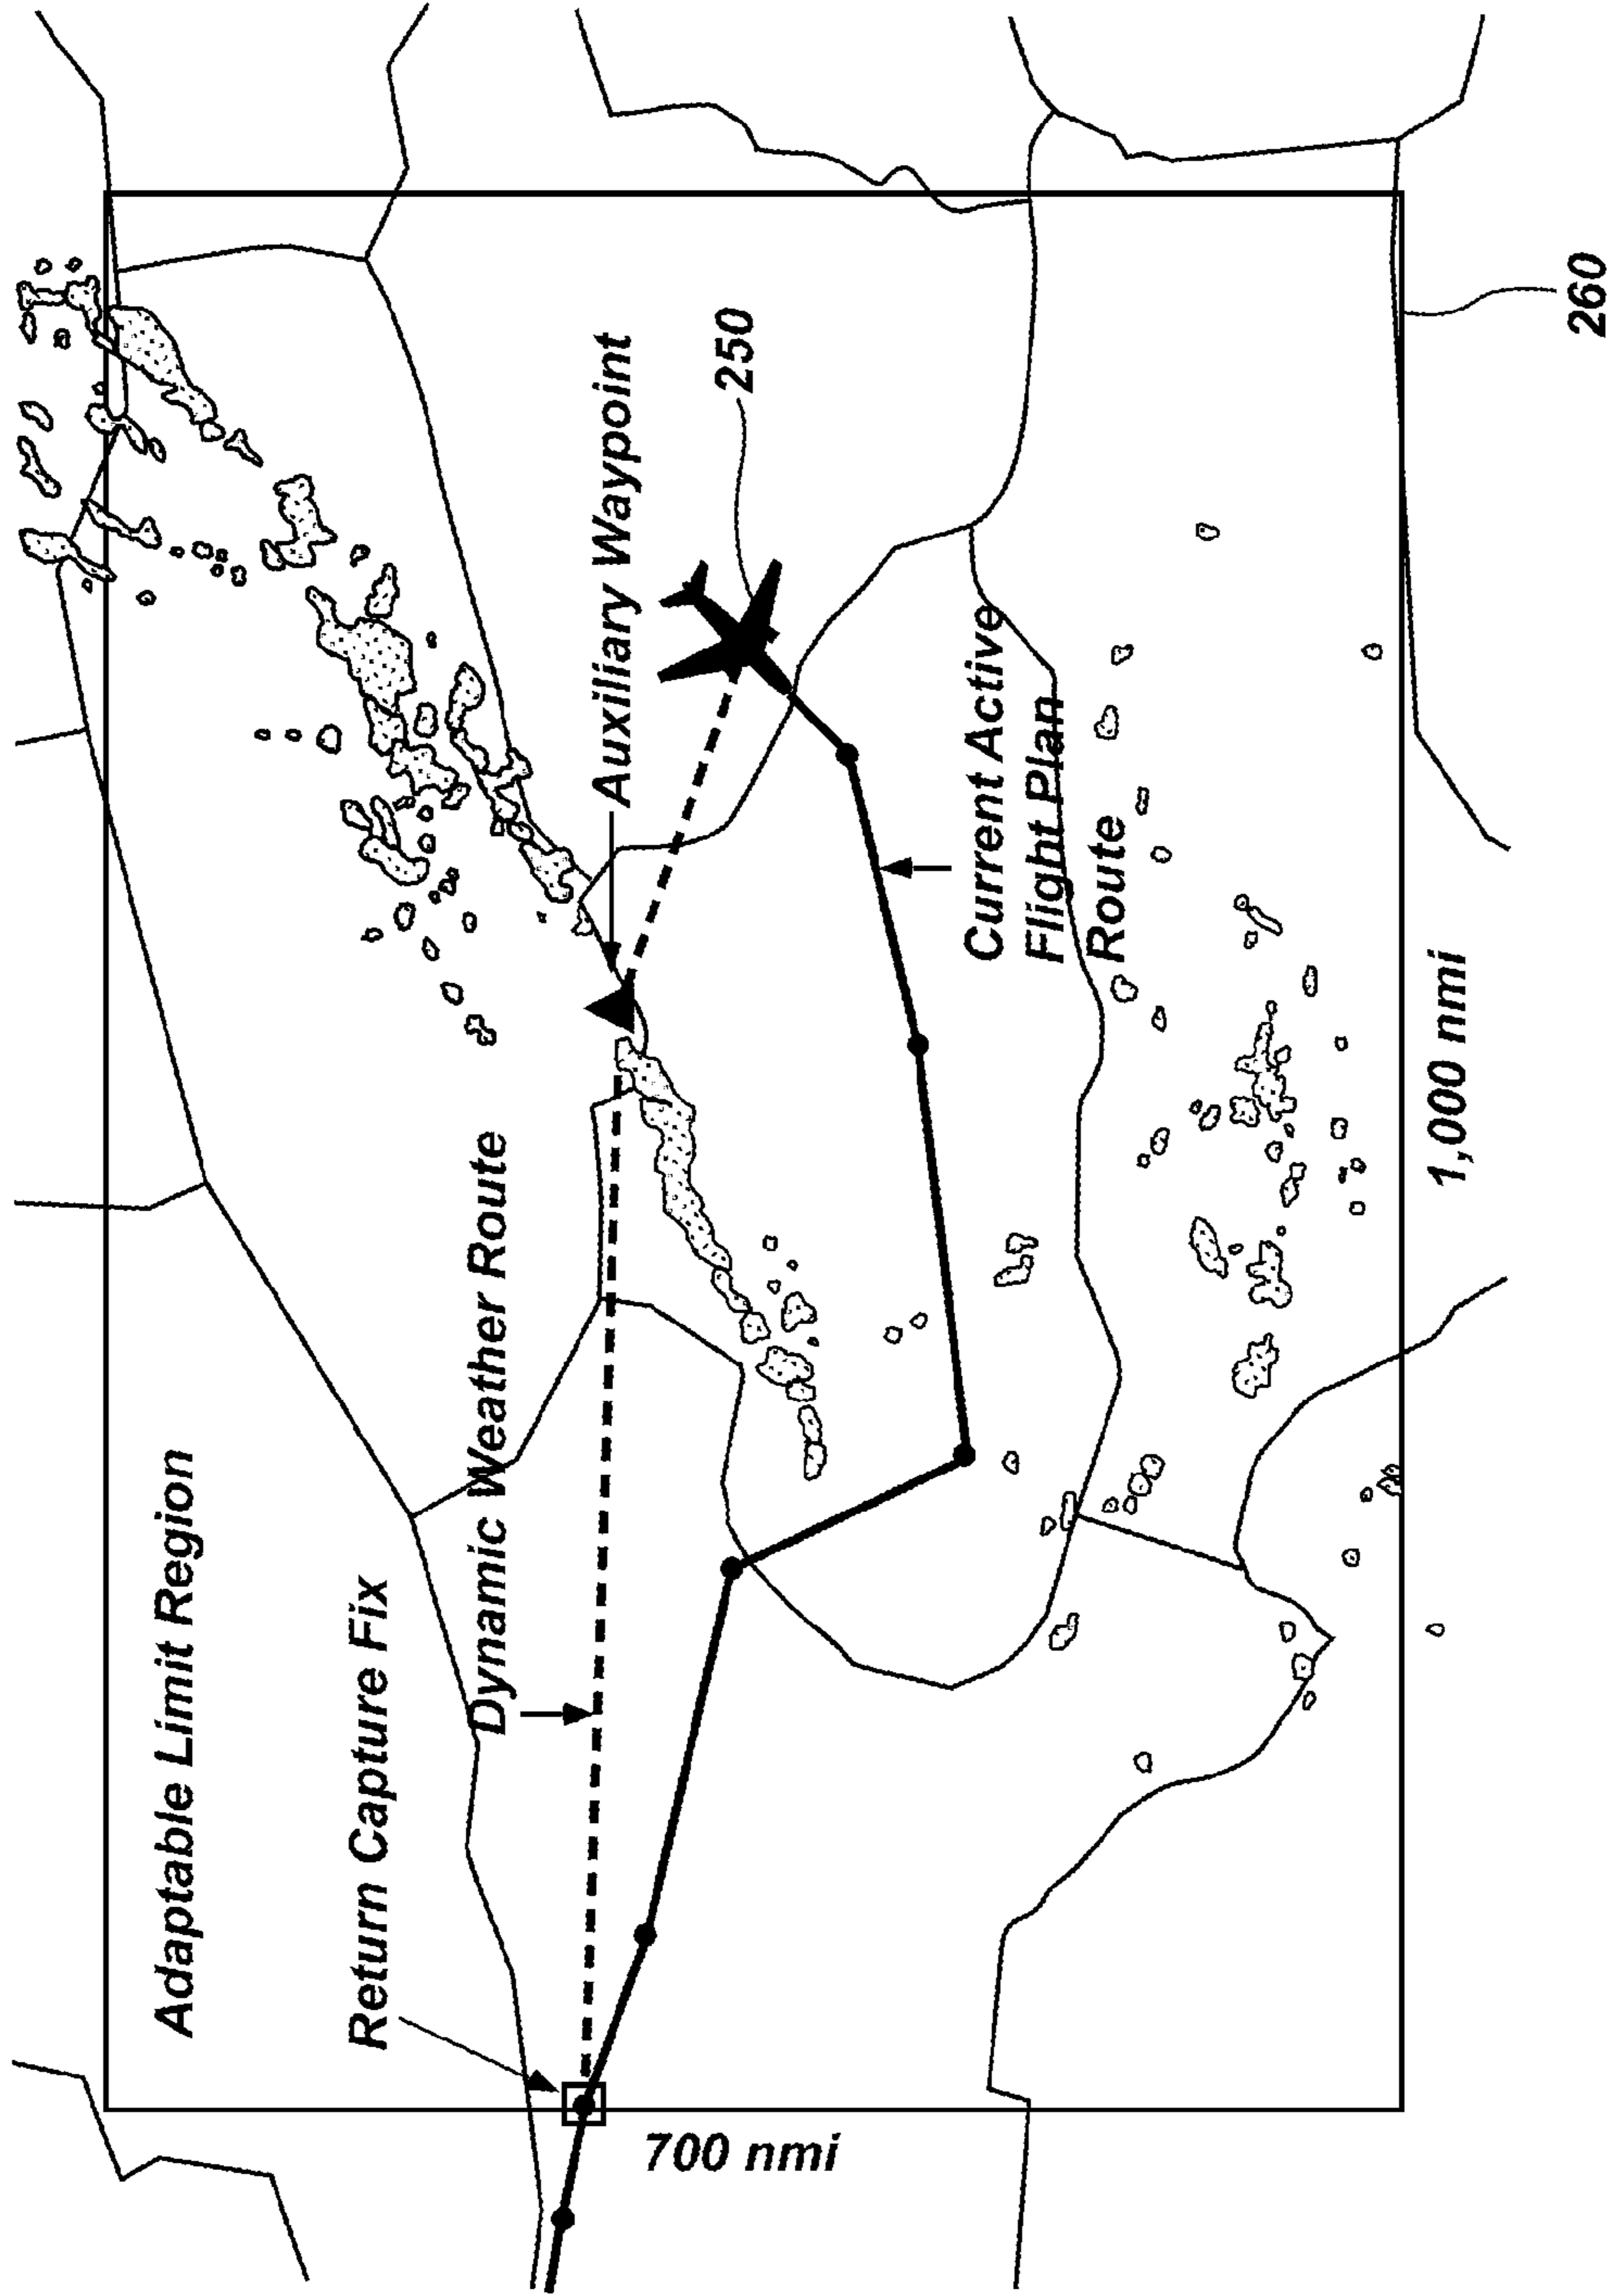 Adaptable Limit Region
Return Capture Fix
Dynamic Weather Route
Auxiliary Waypoint
250
700 nmi
Current Active
Flight Plan
Route
1,000 nmi
260